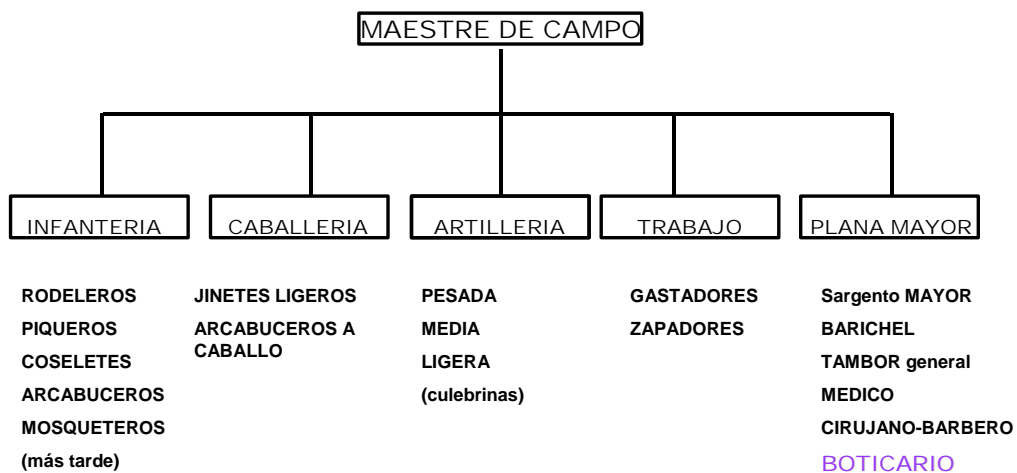 MAESTRE DE CAMPO
INFANTERIA
CABALLERIA
ARTILLERIA
TRABAJO
PLANA MAYOR
RODELEROS
PIQUEROS
COSELETES
ARCABUCEROS
MOSQUETEROS
(más tarde)
JINETES LIGEROS
ARCABUCEROS A
CABALLO
PESADA
MEDIA
LIGERA
(culebrinas)
GASTADORES
ZAPADORES
Sargento MAYOR
BARICHEL
TAMBOR general
MEDICO
CIRUJANO-BARBERO
BOTICARIO